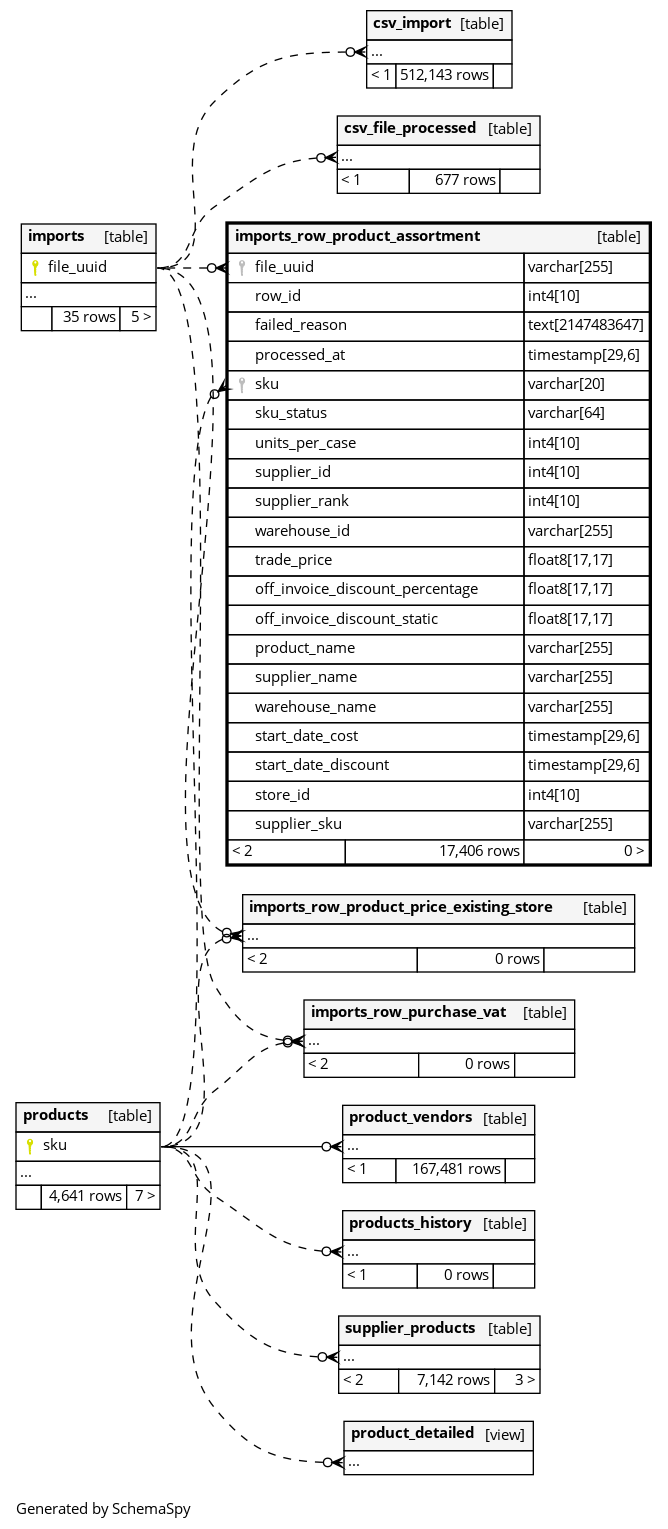 csv_import [table]
...
< 1 512,143 rows
csv_file_processed [table]
...
< 1 677 rows
imports [table]
file_uuid
...
35 rows 5 >
imports_row_product_assortment [table]
file_uuid varchar[255]
row_id int4[10]
failed_reason text[2147483647]
processed_at timestamp[29,6]
sku varchar[20]
sku_status varchar[64]
units_per_case int4[10]
supplier_id int4[10]
supplier_rank int4[10]
warehouse_id varchar[255]
trade_price float8[17,17]
off_invoice_discount_percentage float8[17,17]
off_invoice_discount_static float8[17,17]
product_name varchar[255]
supplier_name varchar[255]
warehouse_name varchar[255]
start_date_cost timestamp[29,6]
start_date_discount timestamp[29,6]
store_id int4[10]
supplier_sku varchar[255]
< 2 17,406 rows 0 >
imports_row_product_price_existing_store [table]
...
< 2 0 rows
imports_row_purchase_vat [table]
...
< 2 0 rows
products [table]
sku
...
4,641 rows 7 >
product_vendors [table]
...
< 1 167,481 rows
products_history [table]
...
< 1 0 rows
supplier_products [table]
...
< 2 7,142 rows 3 >
product_detailed [view]
...
Generated by SchemaSpy